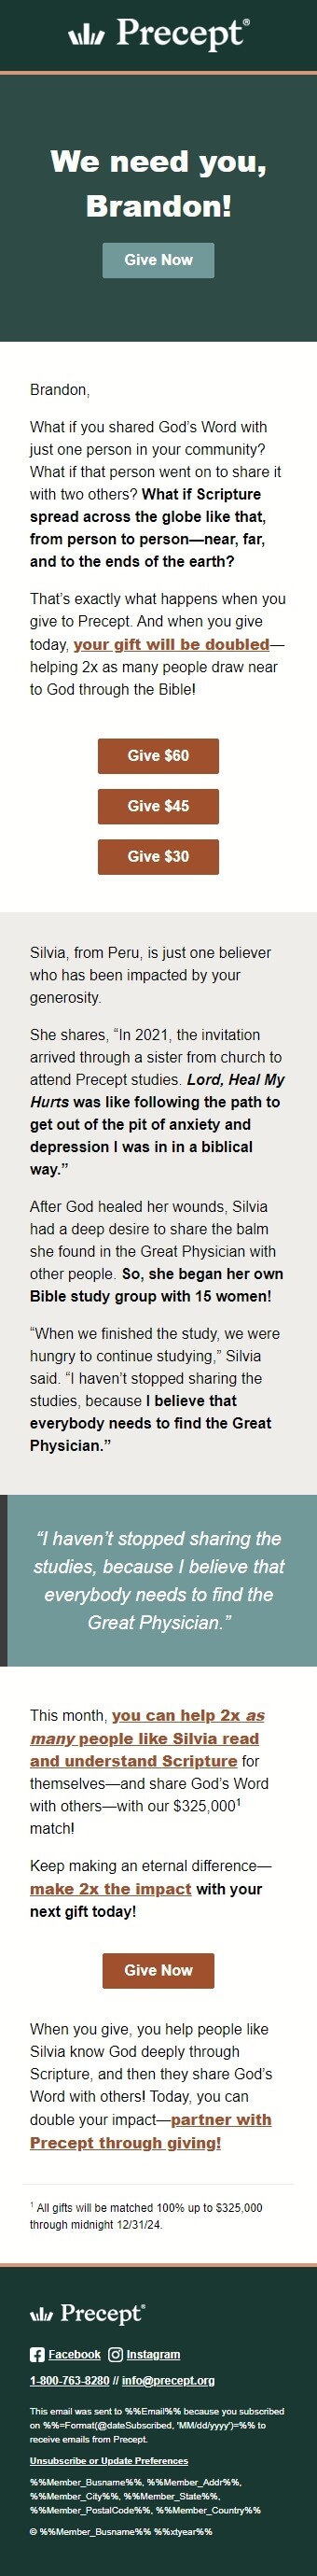 Precept®
We need you,
Brandon!
Give Now
Brandon,
What if you shared God’s Word with
just one person in your community?
What if that person went on to share it
with two others? What if Scripture
spread across the globe like that,
from person to person—near, far,
and to the ends of the earth?
That’s exactly what happens when you
give to Precept. And when you give
today, your gift will be doubled—
helping 2x as many people draw near
to God through the Bible!
Give $60
Give $45
Give $30
Silvia, from Peru, is just one believer
who has been impacted by your
generosity.
She shares, “In 2021, the invitation
arrived through a sister from church to
attend Precept studies. Lord, Heal My
Hurts was like following the path to
get out of the pit of anxiety and
depression I was in in a biblical
way.”
After God healed her wounds, Silvia
had a deep desire to share the balm
she found in the Great Physician with
other people. So, she began her own
Bible study group with 15 women!
“When we finished the study, we were
hungry to continue studying,” Silvia
said. “I haven’t stopped sharing the
studies, because I believe that
everybody needs to find the Great
Physician.”
“I haven’t stopped sharing the
studies, because I believe that
everybody needs to find the
Great Physician.”
This month, you can help 2x as
many people like Silvia read
and understand Scripture for
themselves—and share God’s Word
with others—with our $325,000¹
match!
Keep making an eternal difference—
make 2x the impact with your
next gift today!
Give Now
When you give, you help people like
Silvia know God deeply through
Scripture, and then they share God’s
Word with others! Today, you can
double your impact—partner with
Precept through giving!
¹ All gifts will be matched 100% up to $325,000
through midnight 12/31/24.
Precept®
Facebook Instagram
1-800-763-8280 // info@precept.org
This email was sent to %%Email%% because you subscribed
on %%=Format(@dateSubscribed, 'MM/dd/yyyy')=%% to
receive emails from Precept.
Unsubscribe or Update Preferences
%%Member_Busname%%, %%Member_Addr%%,
%%Member_City%%, %%Member_State%%,
%%Member_PostalCode%%, %%Member_Country%%
© %%Member_Busname%% %%xtyear%%